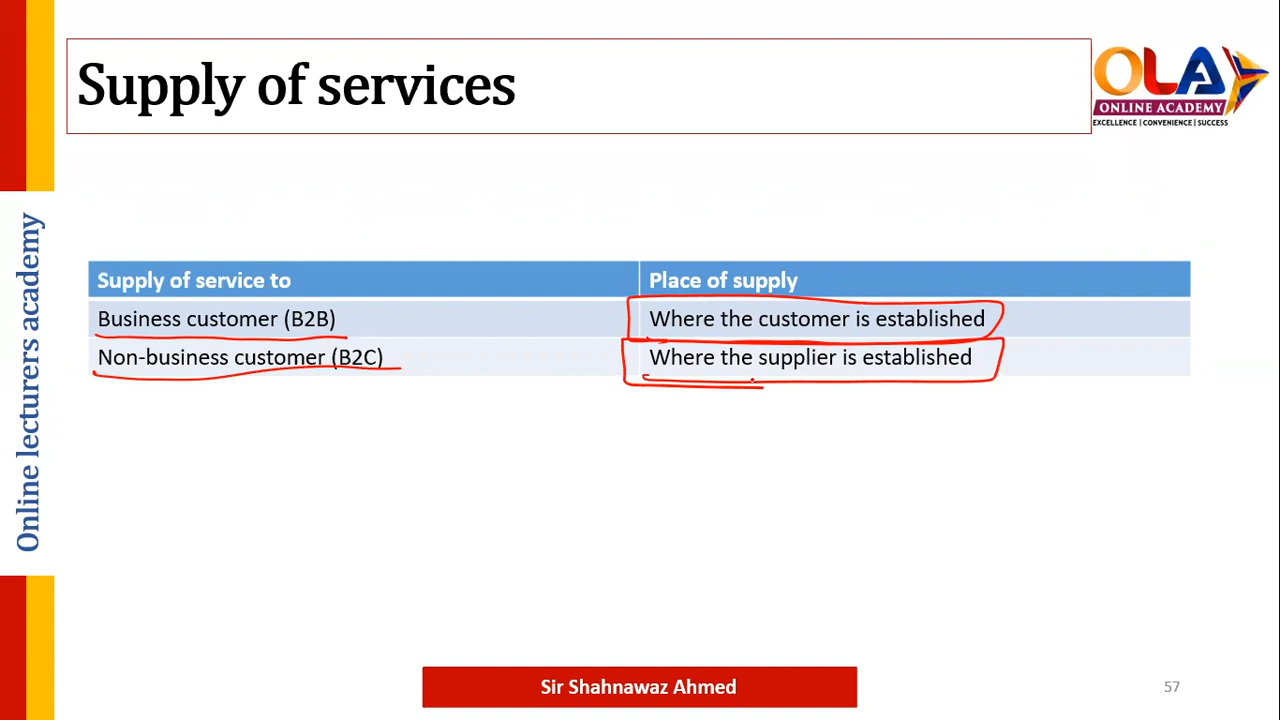 Supply of services
OLA
ONLINE ACADEMY
EXCELLENCE | CONVENIENCE | SUCCESS
Online lecturers academy
Supply of service to Place of supply
Business customer (B2B) Where the customer is established
Non-business customer (B2C) Where the supplier is established
Sir Shahnawaz Ahmed
57